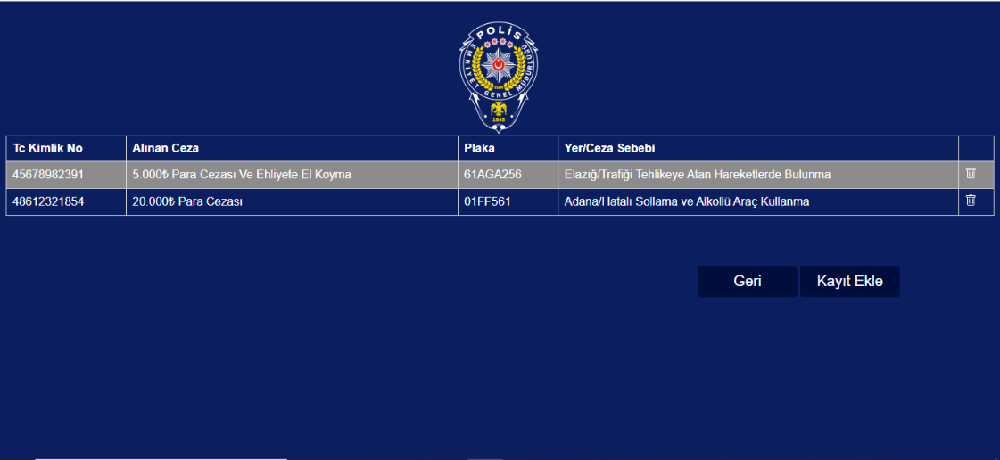 POLİS
EMNİYET GENEL MÜDÜRLÜĞÜ
EGM
1845
Tc Kimlik No Alınan Ceza Plaka Yer/Ceza Sebebi
45678982391 5.000₺ Para Cezası Ve Ehliyete El Koyma 61AGA256 Elazığ/Trafiği Tehlikeye Atan Hareketlerde Bulunma
48612321854 20.000₺ Para Cezası 01FF561 Adana/Hatalı Sollama ve Alkollü Araç Kullanma
Geri Kayıt Ekle